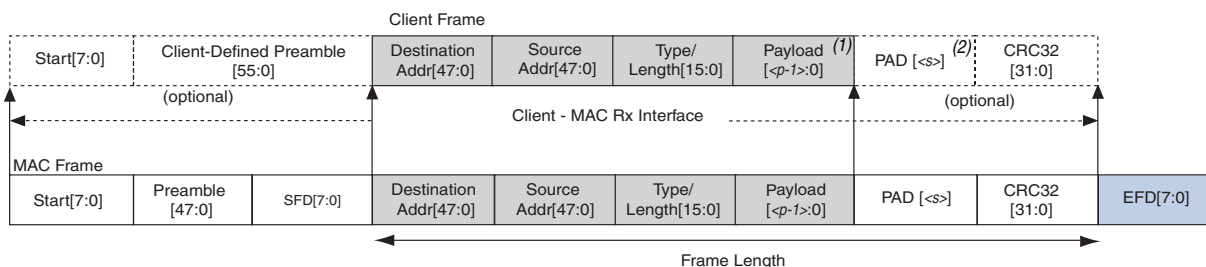 Client Frame
Start[7:0]
Client-Defined Preamble
[55:0]
Destination
Addr[47:0]
Source
Addr[47:0]
Type/
Length[15:0]
Payload (1)
[<p-1>:0]
PAD [<s>] (2)
CRC32
[31:0]
(optional)
(optional)
Client - MAC Rx Interface
MAC Frame
Start[7:0]
Preamble
[47:0]
SFD[7:0]
Destination
Addr[47:0]
Source
Addr[47:0]
Type/
Length[15:0]
Payload
[<p-1>:0]
PAD [<s>]
CRC32
[31:0]
EFD[7:0]
Frame Length